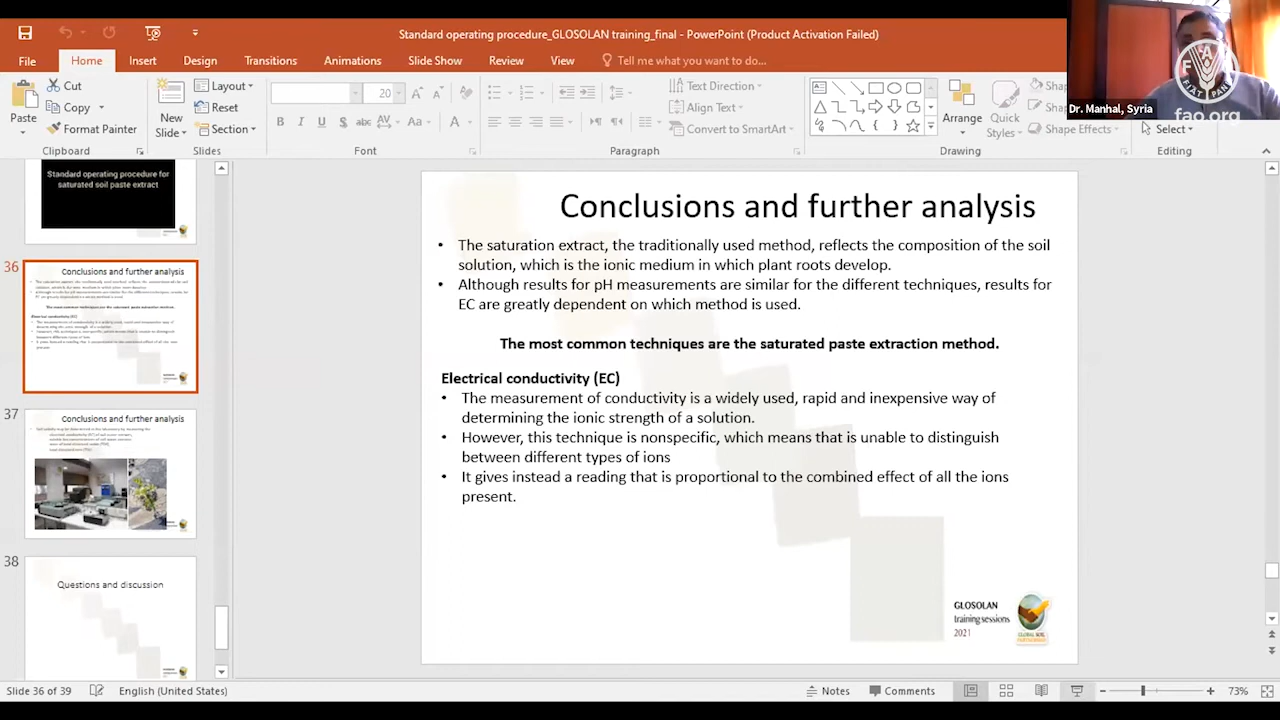 Standard operating procedure_GLOSOLAN training_final - PowerPoint (Product Activation Failed)
File
Home
Insert
Design
Transitions
Animations
Slide Show
Review
View
Tell me what you want to do...
Dr. Manhal, Syria
FIAT PANIS
Paste
Cut
Copy
Format Painter
Clipboard
New
Slide
Layout
Reset
Section
Slides
20
Font
Text Direction
Align Text
Convert to SmartArt
Paragraph
Arrange
Quick
Styles
Shape Effects
Drawing
Select
Editing
Standard operating procedure for
saturated soil paste extract
36
Conclusions and further analysis
37
Conclusions and further analysis
38
Questions and discussion
Conclusions and further analysis
• The saturation extract, the traditionally used method, reflects the composition of the soil
solution, which is the ionic medium in which plant roots develop.
• Although results for pH measurements are similar for the different techniques, results for
EC are greatly dependent on which method is used.
The most common techniques are the saturated paste extraction method.
Electrical conductivity (EC)
• The measurement of conductivity is a widely used, rapid and inexpensive way of
determining the ionic strength of a solution.
• However, this technique is nonspecific, which means that is unable to distinguish
between different types of ions
• It gives instead a reading that is proportional to the combined effect of all the ions
present.
GLOSOLAN
training sessions
2021
GLOBAL SOIL
PARTNERSHIP
Slide 36 of 39
English (United States)
Notes
Comments
73%